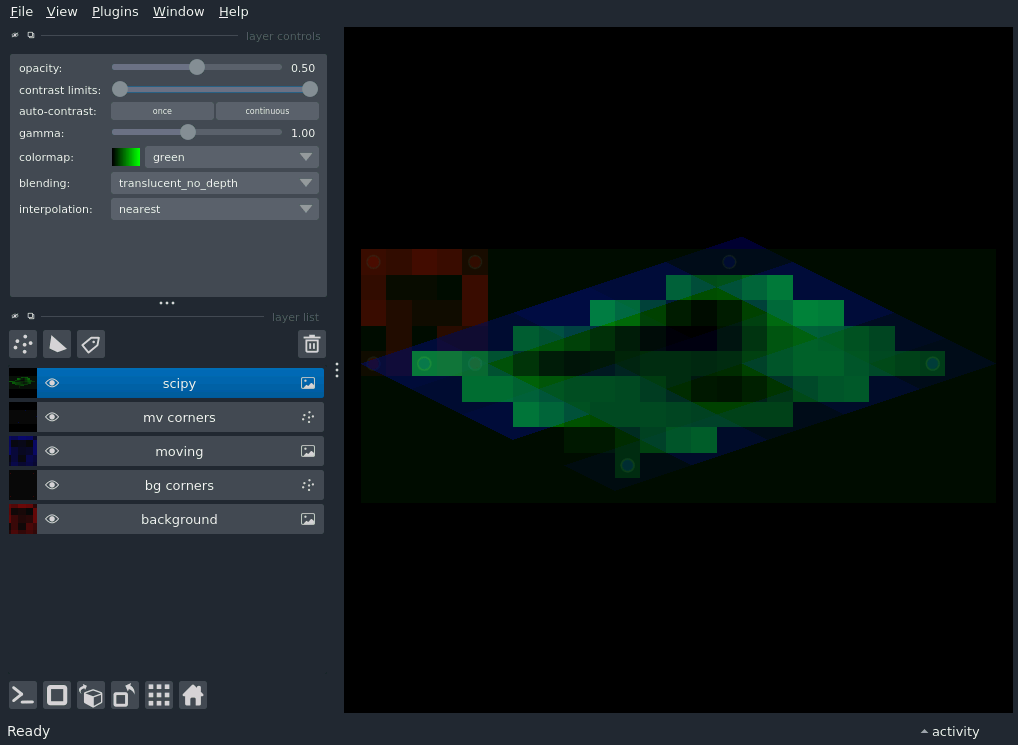 File View Plugins Window Help
layer controls
opacity: 0.50
contrast limits:
auto-contrast: once continuous
gamma: 1.00
colormap: green
blending: translucent_no_depth
interpolation: nearest
layer list
scipy
mv corners
moving
bg corners
background
Ready activity